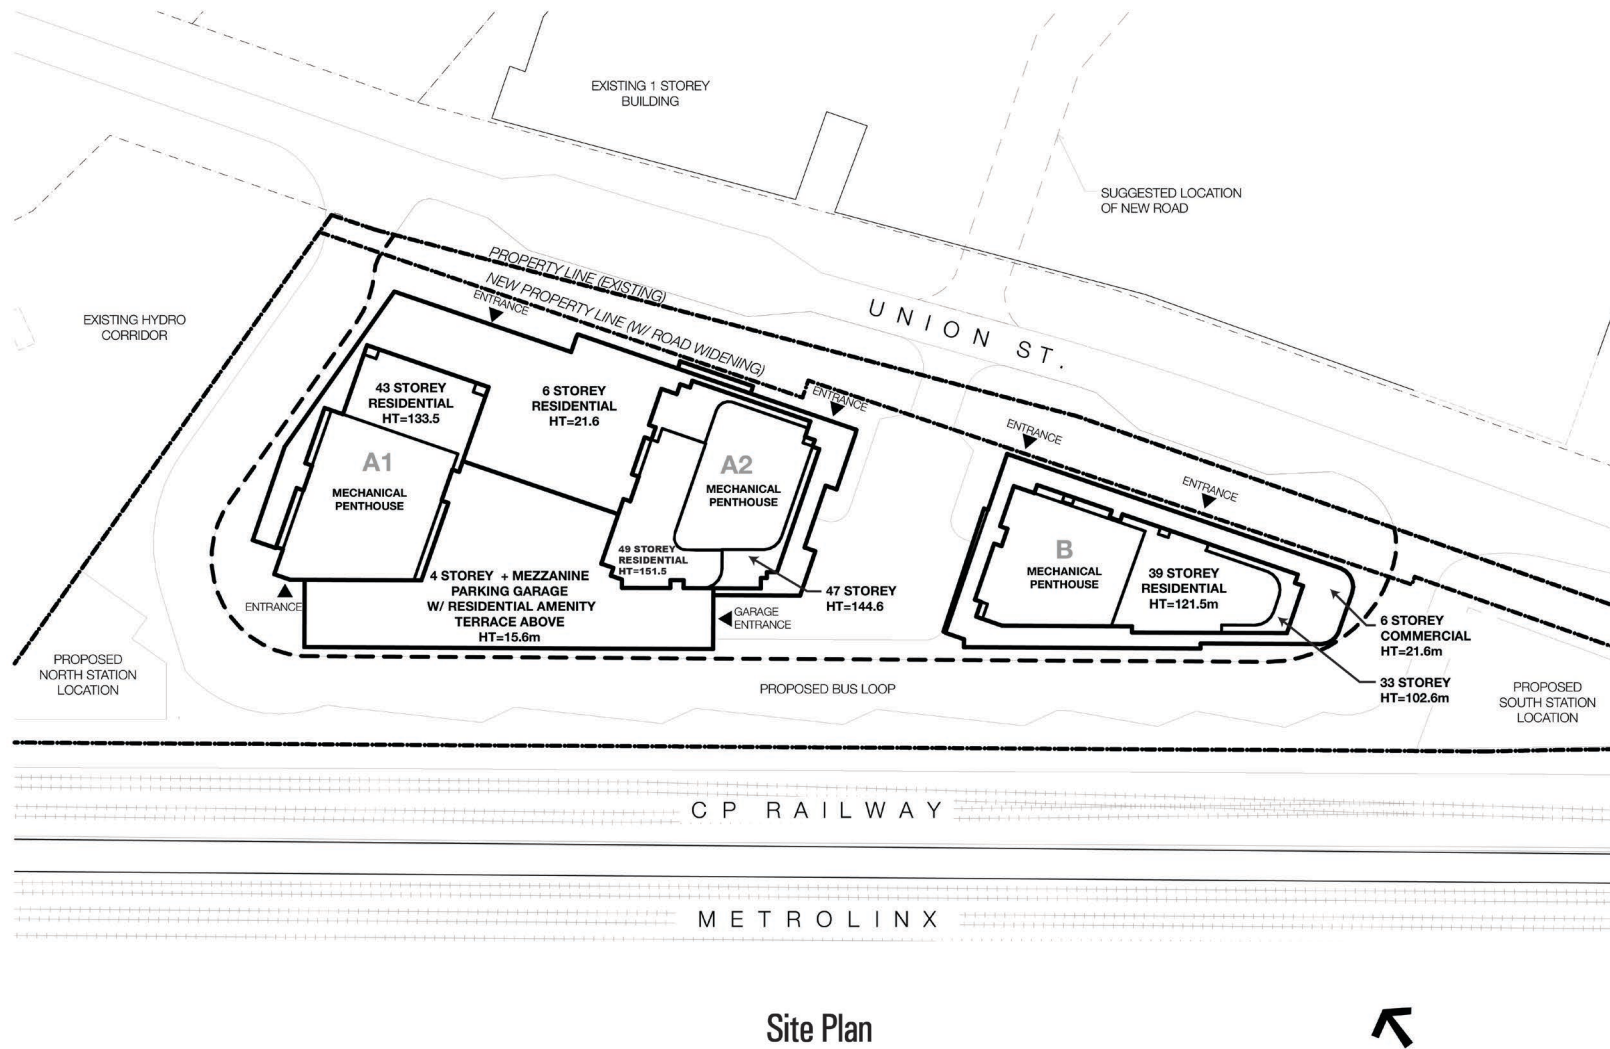 EXISTING 1 STOREY
BUILDING
SUGGESTED LOCATION
OF NEW ROAD
PROPERTY LINE (EXISTING)
NEW PROPERTY LINE (W/ ROAD WIDENING)
UNION ST.
EXISTING HYDRO
CORRIDOR
ENTRANCE
43 STOREY
RESIDENTIAL
HT=133.5
6 STOREY
RESIDENTIAL
HT=21.6
ENTRANCE
ENTRANCE
A1
MECHANICAL
PENTHOUSE
A2
MECHANICAL
PENTHOUSE
ENTRANCE
49 STOREY
RESIDENTIAL
HT=151.5
B
MECHANICAL
PENTHOUSE
39 STOREY
RESIDENTIAL
HT=121.5m
4 STOREY + MEZZANINE
PARKING GARAGE
W/ RESIDENTIAL AMENITY
TERRACE ABOVE
HT=15.6m
47 STOREY
HT=144.6
ENTRANCE
GARAGE
ENTRANCE
6 STOREY
COMMERCIAL
HT=21.6m
33 STOREY
HT=102.6m
PROPOSED
NORTH STATION
LOCATION
PROPOSED BUS LOOP
PROPOSED
SOUTH STATION
LOCATION
CP RAILWAY
METROLINX
Site Plan